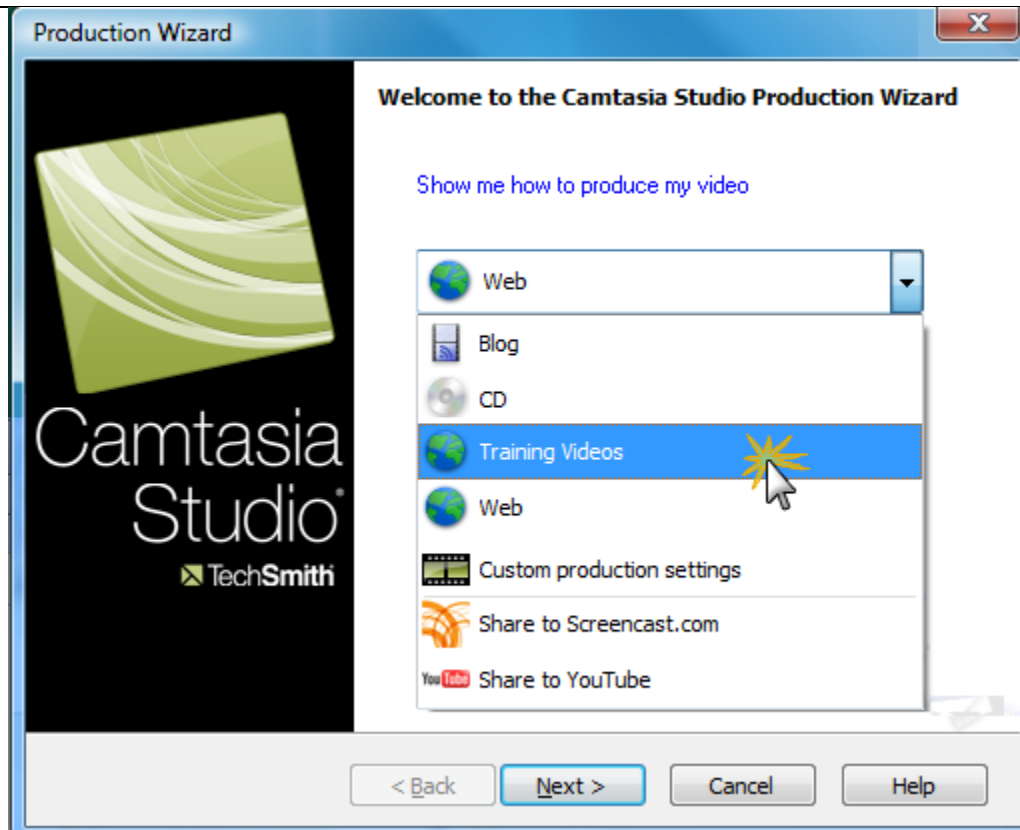 Production Wizard
Welcome to the Camtasia Studio Production Wizard
Show me how to produce my video
Web
Blog
CD
Training Videos
Web
Custom production settings
Share to Screencast.com
You Tube Share to YouTube
Camtasia
Studio
TechSmith
< Back Next > Cancel Help